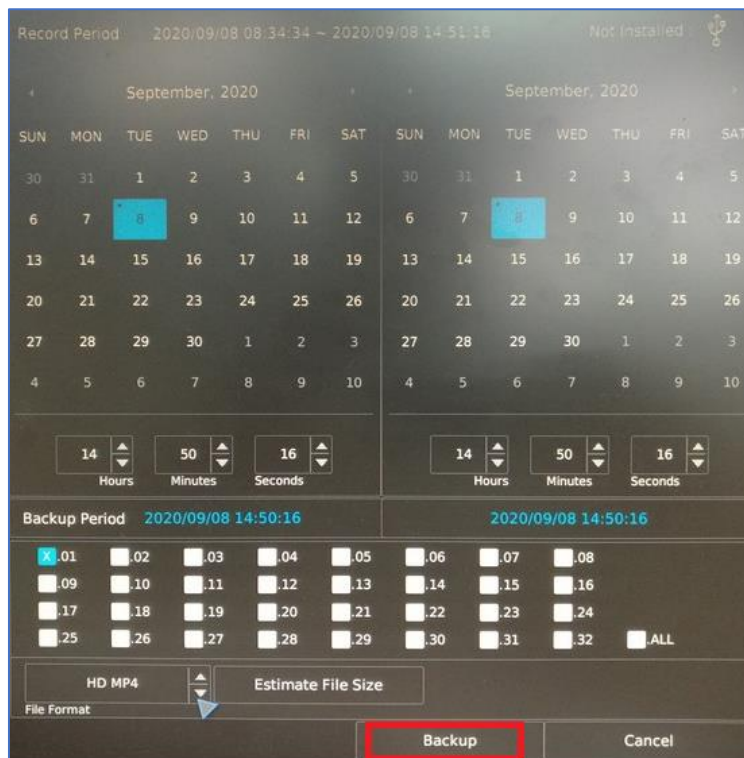 Record Period 2020/09/08 08:34:34 ~ 2020/09/08 14:51:16 Not Installed
September, 2020 September, 2020
SUN MON TUE WED THU FRI SAT SUN MON TUE WED THU FRI SAT
30 31 1 2 3 4 5 30 31 1 2 3 4 5
6 7 8 9 10 11 12 6 7 8 9 10 11 12
13 14 15 16 17 18 19 13 14 15 16 17 18 19
20 21 22 23 24 25 26 20 21 22 23 24 25 26
27 28 29 30 1 2 3 27 28 29 30 1 2 3
4 5 6 7 8 9 10 4 5 6 7 8 9 10
14 50 16 14 50 16
Hours Minutes Seconds Hours Minutes Seconds
Backup Period 2020/09/08 14:50:16 2020/09/08 14:50:16
X .01 .02 .03 .04 .05 .06 .07 .08
.09 .10 .11 .12 .13 .14 .15 .16
.17 .18 .19 .20 .21 .22 .23 .24
.25 .26 .27 .28 .29 .30 .31 .32 .ALL
HD MP4 Estimate File Size
File Format
Backup Cancel